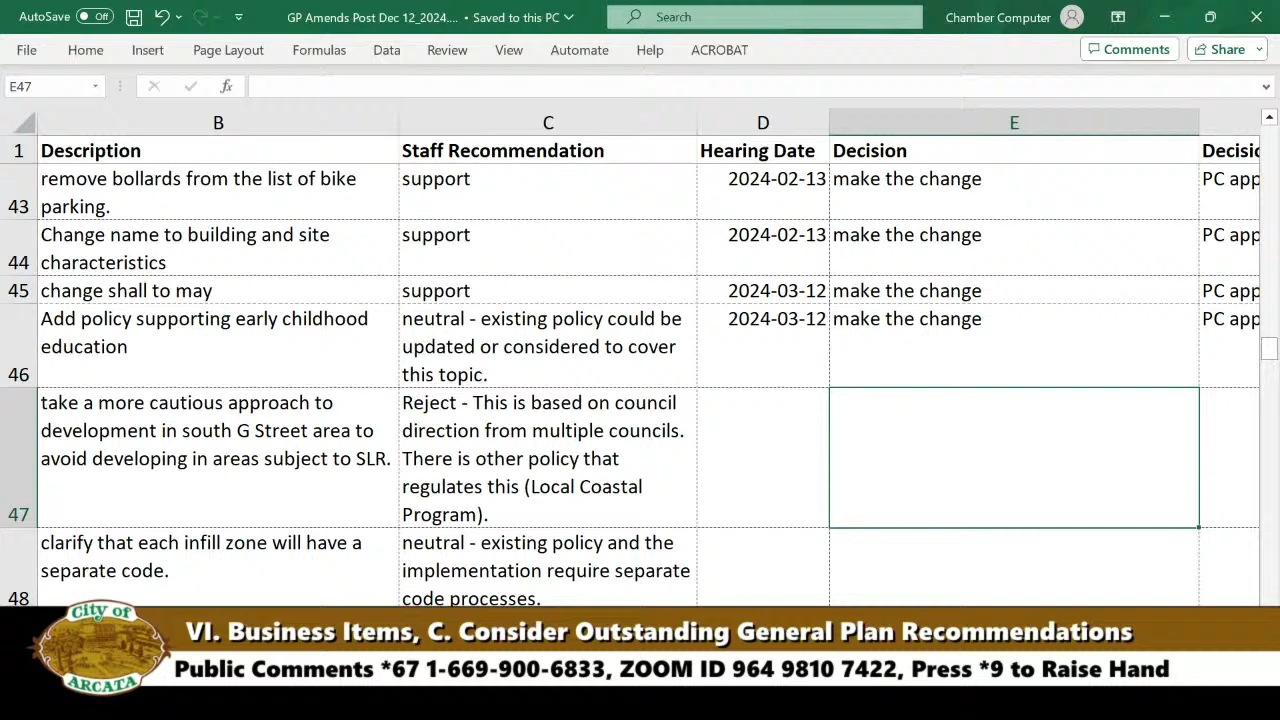 AutoSave Off GP Amends Post Dec 12_2024.... • Saved to this PC Search Chamber Computer
File Home Insert Page Layout Formulas Data Review View Automate Help ACROBAT Comments Share
E47 fx
B C D E
1 Description Staff Recommendation Hearing Date Decision Decisio
43 remove bollards from the list of bike parking. support 2024-02-13 make the change PC app
44 Change name to building and site characteristics support 2024-02-13 make the change PC app
45 change shall to may support 2024-03-12 make the change PC app
46 Add policy supporting early childhood education neutral - existing policy could be updated or considered to cover this topic. 2024-03-12 make the change PC app
47 take a more cautious approach to development in south G Street area to avoid developing in areas subject to SLR. Reject - This is based on council direction from multiple councils. There is other policy that regulates this (Local Coastal Program).
48 clarify that each infill zone will have a separate code. neutral - existing policy and the implementation require separate code processes.
City of ARCATA
VI. Business Items, C. Consider Outstanding General Plan Recommendations
Public Comments *67 1-669-900-6833, ZOOM ID 964 9810 7422, Press *9 to Raise Hand